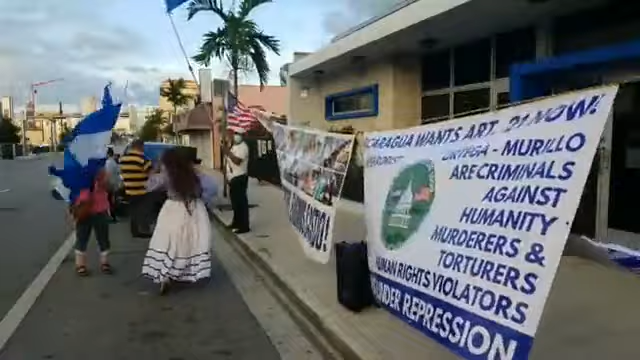 NICARAGUA WANTS ART. 21 NOW!
ORTEGA - MURILLO
ARE CRIMINALS
AGAINST
HUMANITY
MURDERERS &
TORTURERS
HUMAN RIGHTS VIOLATORS
UNDER REPRESSION